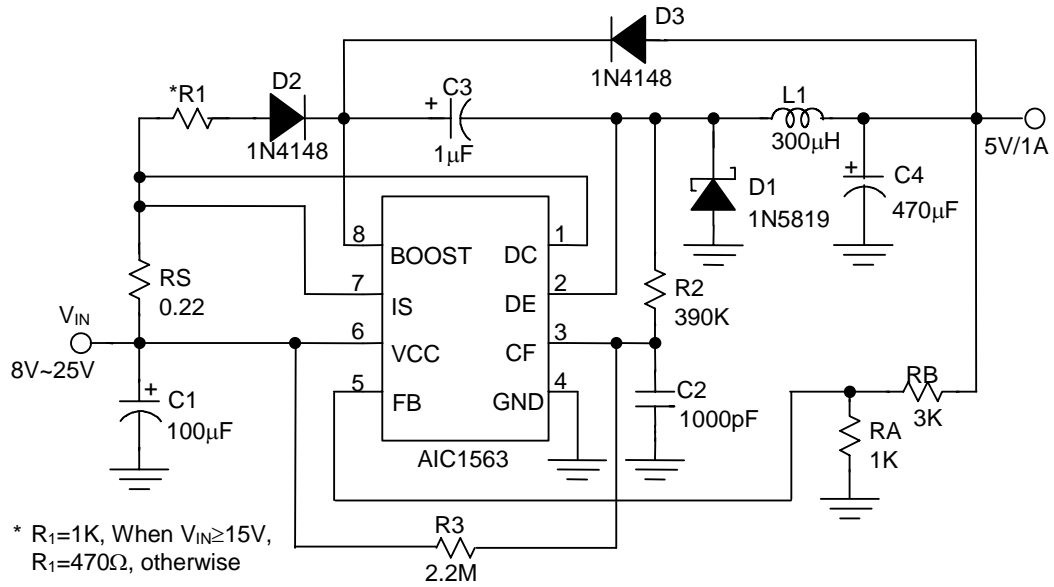 D3
1N4148
*R1
D2
1N4148
C3
+
1μF
L1
300μH
5V/1A
D1
1N5819
+
C4
470μF
8
BOOST
DC
1
7
IS
DE
2
6
VCC
CF
3
5
FB
GND
4
AIC1563
RS
0.22
VIN
8V~25V
+
C1
100μF
R2
390K
C2
1000pF
RB
3K
RA
1K
R3
2.2M
* R1=1K, When VIN≥15V,
R1=470Ω, otherwise